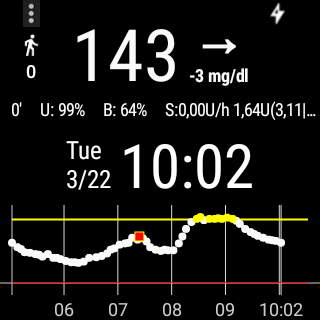 143
0
-3 mg/dl
0' U: 99% B: 64% S:0,00U/h 1,64U(3,11|...
Tue
3/22
10:02
06 07 08 09 10:02